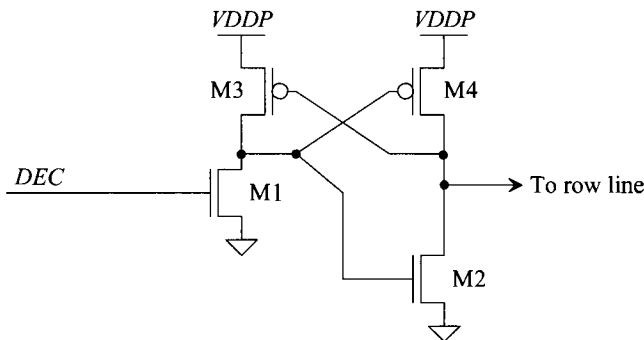 VDDP
VDDP
M3
M4
DEC
M1
To row line
M2